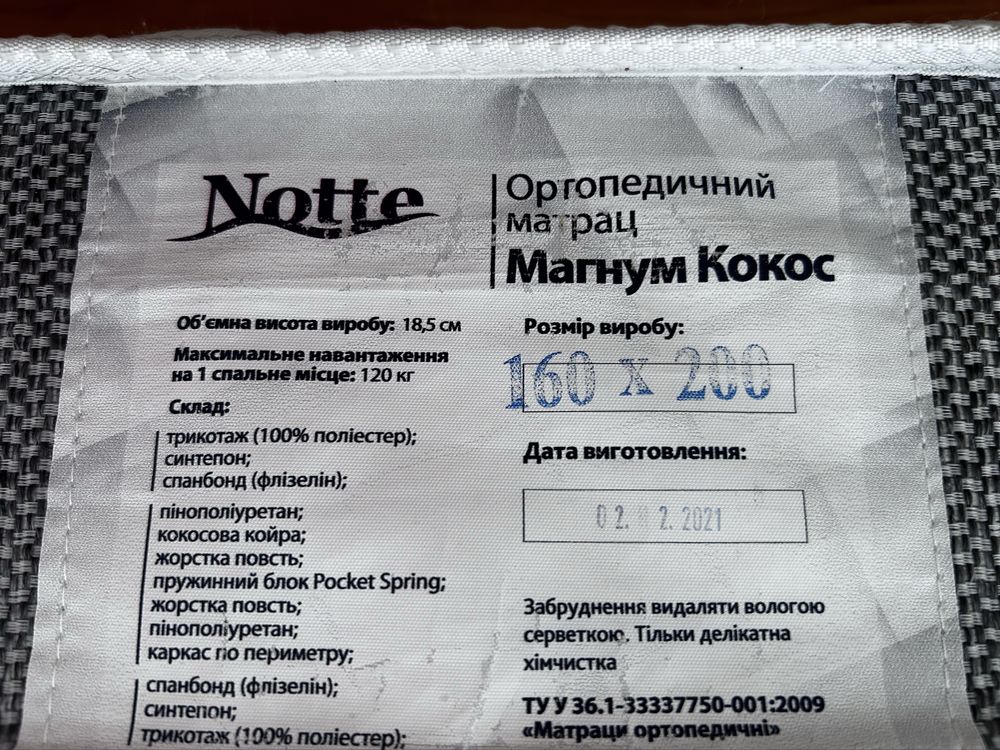 Notte
Ортопедичний
матрац
Магнум Кокос
Об'ємна висота виробу: 18,5 см
Максимальне навантаження
на 1 спальне місце: 120 кг
Склад:
трикотаж (100% поліестер);
синтепон;
спанбонд (флізелін);
пінополіуретан;
кокосова койра;
жорстка повсть;
пружинний блок Pocket Spring;
жорстка повсть;
пінополіуретан;
каркас по периметру;
спанбонд (флізелін);
синтепон;
трикотаж (100% поліестер);
Розмір виробу:
160 х 200
Дата виготовлення:
Забруднення видаляти вологою
серветкою. Тільки делікатна
хімчистка
ТУ У 36.1-33337750-001:2009
«Матраци ортопедичні»